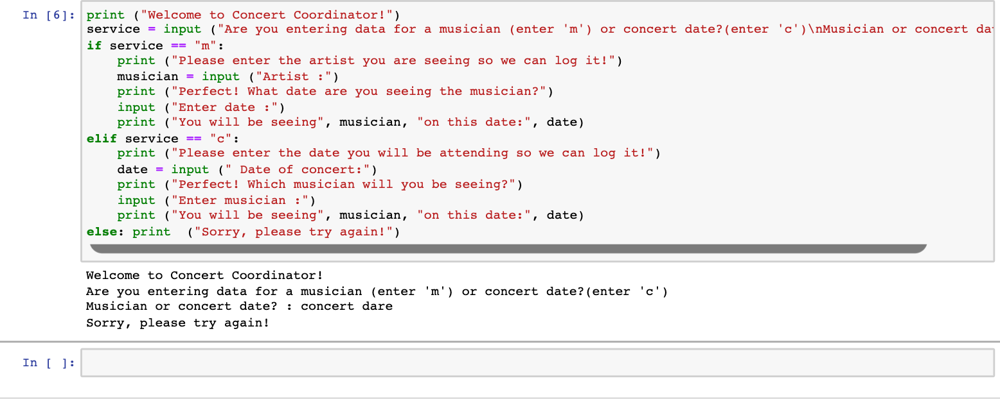 In [6]: print ("Welcome to Concert Coordinator!")
service = input ("Are you entering data for a musician (enter 'm') or concert date?(enter 'c')\nMusician or concert
if service == "m":
    print ("Please enter the artist you are seeing so we can log it!")
    musician = input ("Artist :")
    print ("Perfect! What date are you seeing the musician?")
    input ("Enter date :")
    print ("You will be seeing", musician, "on this date:", date)
elif service == "c":
    print ("Please enter the date you will be attending so we can log it!")
    date = input (" Date of concert:")
    print ("Perfect! Which musician will you be seeing?")
    input ("Enter musician :")
    print ("You will be seeing", musician, "on this date:", date)
else: print  ("Sorry, please try again!")
Welcome to Concert Coordinator!
Are you entering data for a musician (enter 'm') or concert date?(enter 'c')
Musician or concert date? : concert dare
Sorry, please try again!
In [ ]: